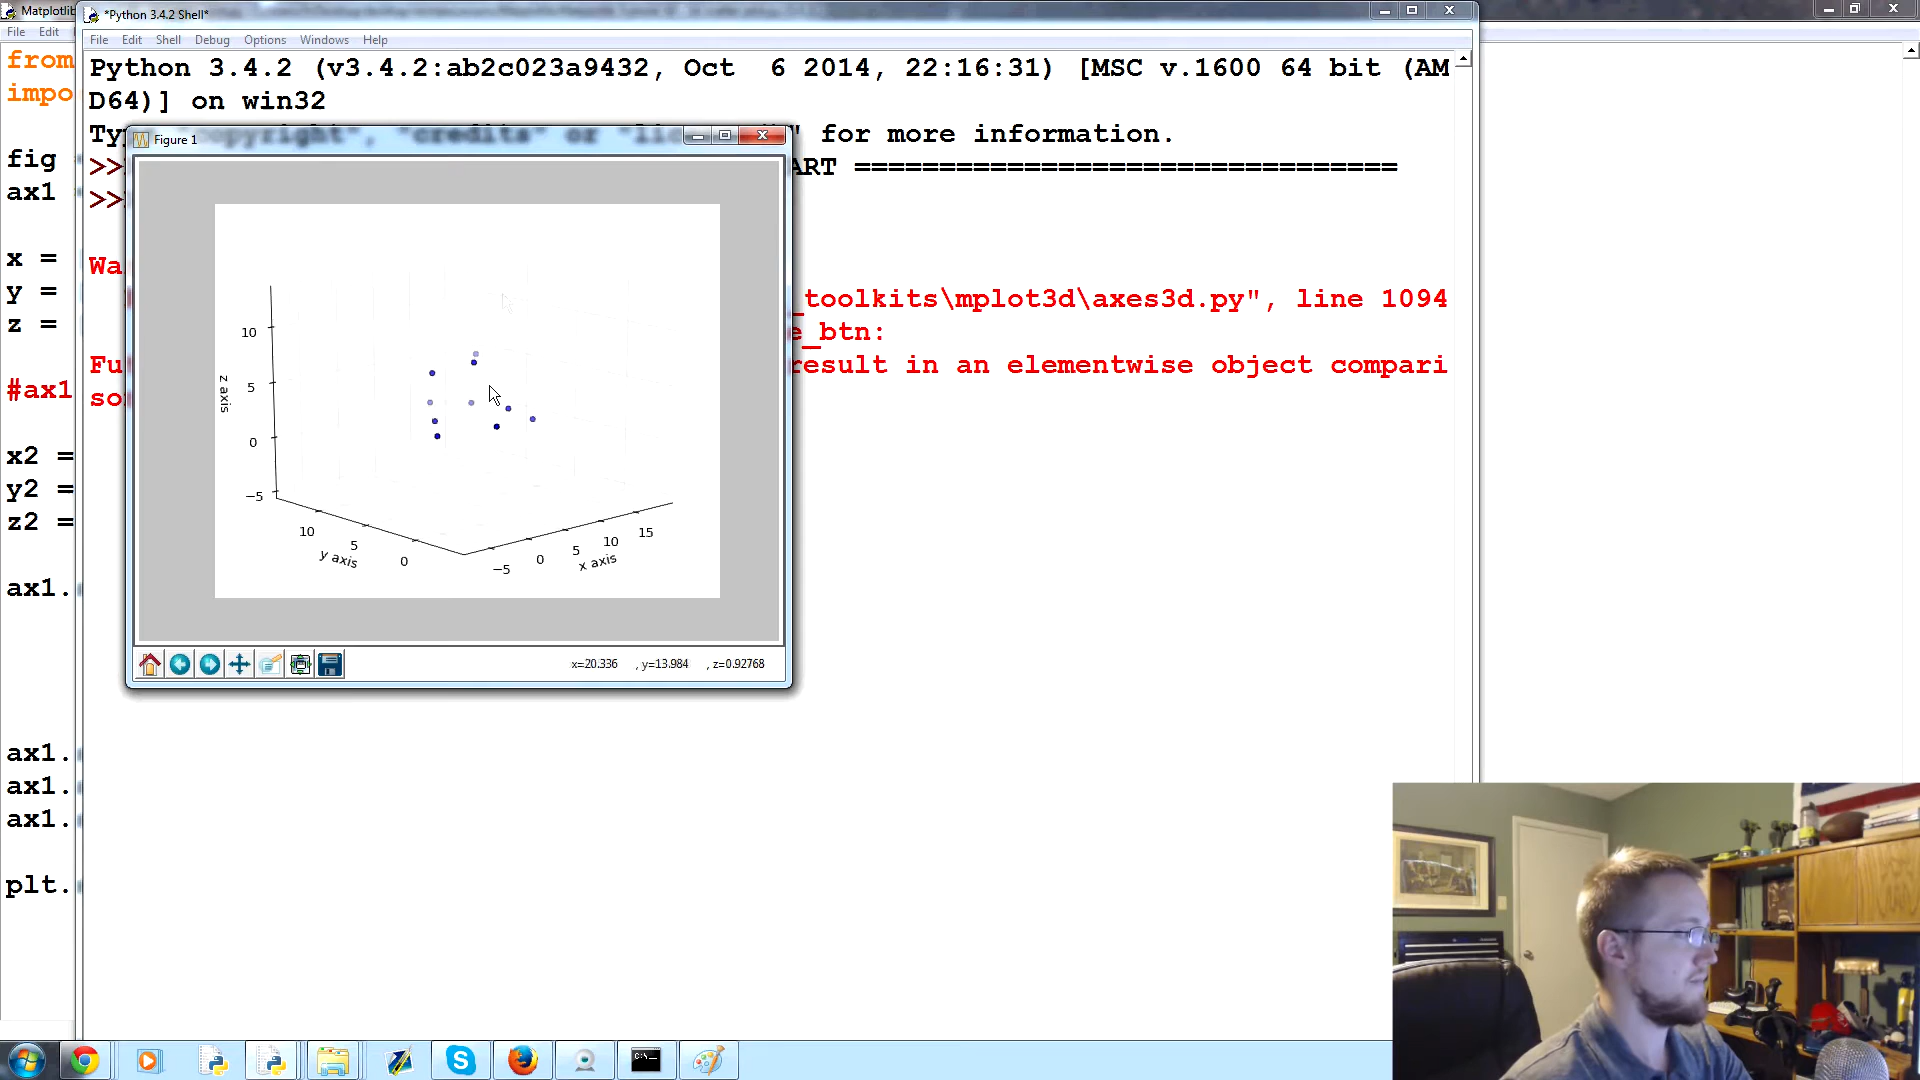 Matplotlib
*Python 3.4.2 Shell*
File Edit
File Edit Shell Debug Options Windows Help
from
impo
fig
ax1
x =
y =
z =
#ax1
x2 =
y2 =
z2 =
ax1.
ax1.
ax1.
ax1.
plt.
Python 3.4.2 (v3.4.2:ab2c023a9432, Oct  6 2014, 22:16:31) [MSC v.1600 64 bit (AM
D64)] on win32
Ty "copyright", "credits" or " for more information.
>> ART ================================
>>
Wa
_toolkits\mplot3d\axes3d.py", line 1094
e_btn:
Fu result in an elementwise object compari
so
Figure 1
z axis
10
5
0
−5
y axis
10
5
0
x axis
−5
0
5
10
15
x=20.336 , y=13.984 , z=0.92768
C:\.